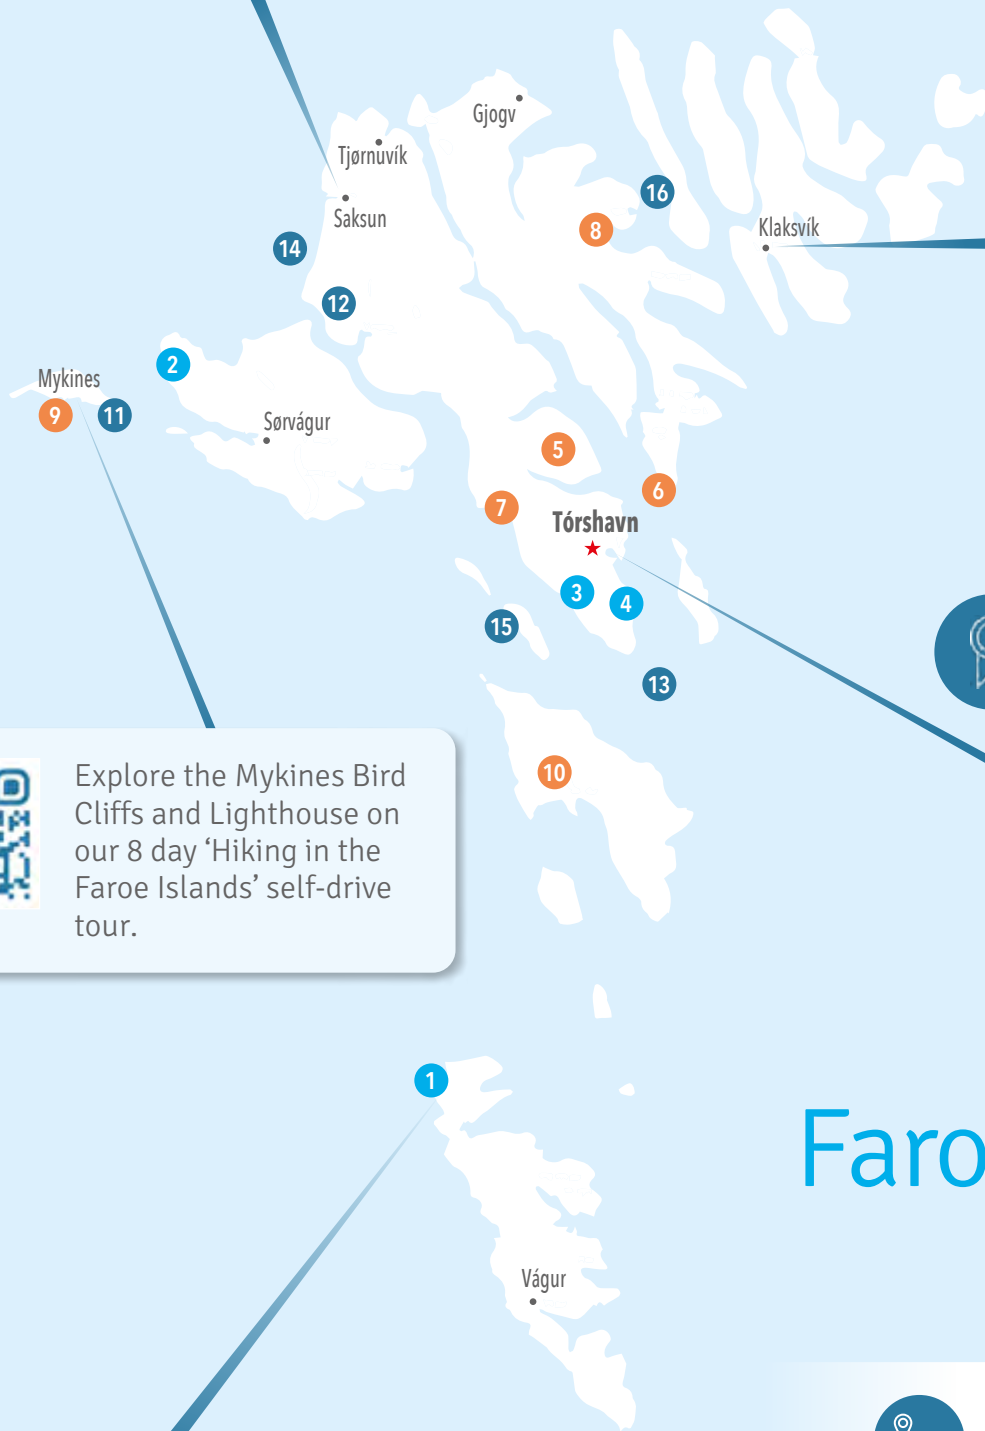 Gjogv
Tjørnuvík
16
Saksun
8
Klaksvík
14
12
2
Mykines
9
11
Sørvágur
5
6
7
Tórshavn
3
4
15
13
10
Explore the Mykines Bird
Cliffs and Lighthouse on
our 8 day ‘Hiking in the
Faroe Islands’ self-drive
tour.
1
Faro
Vágur